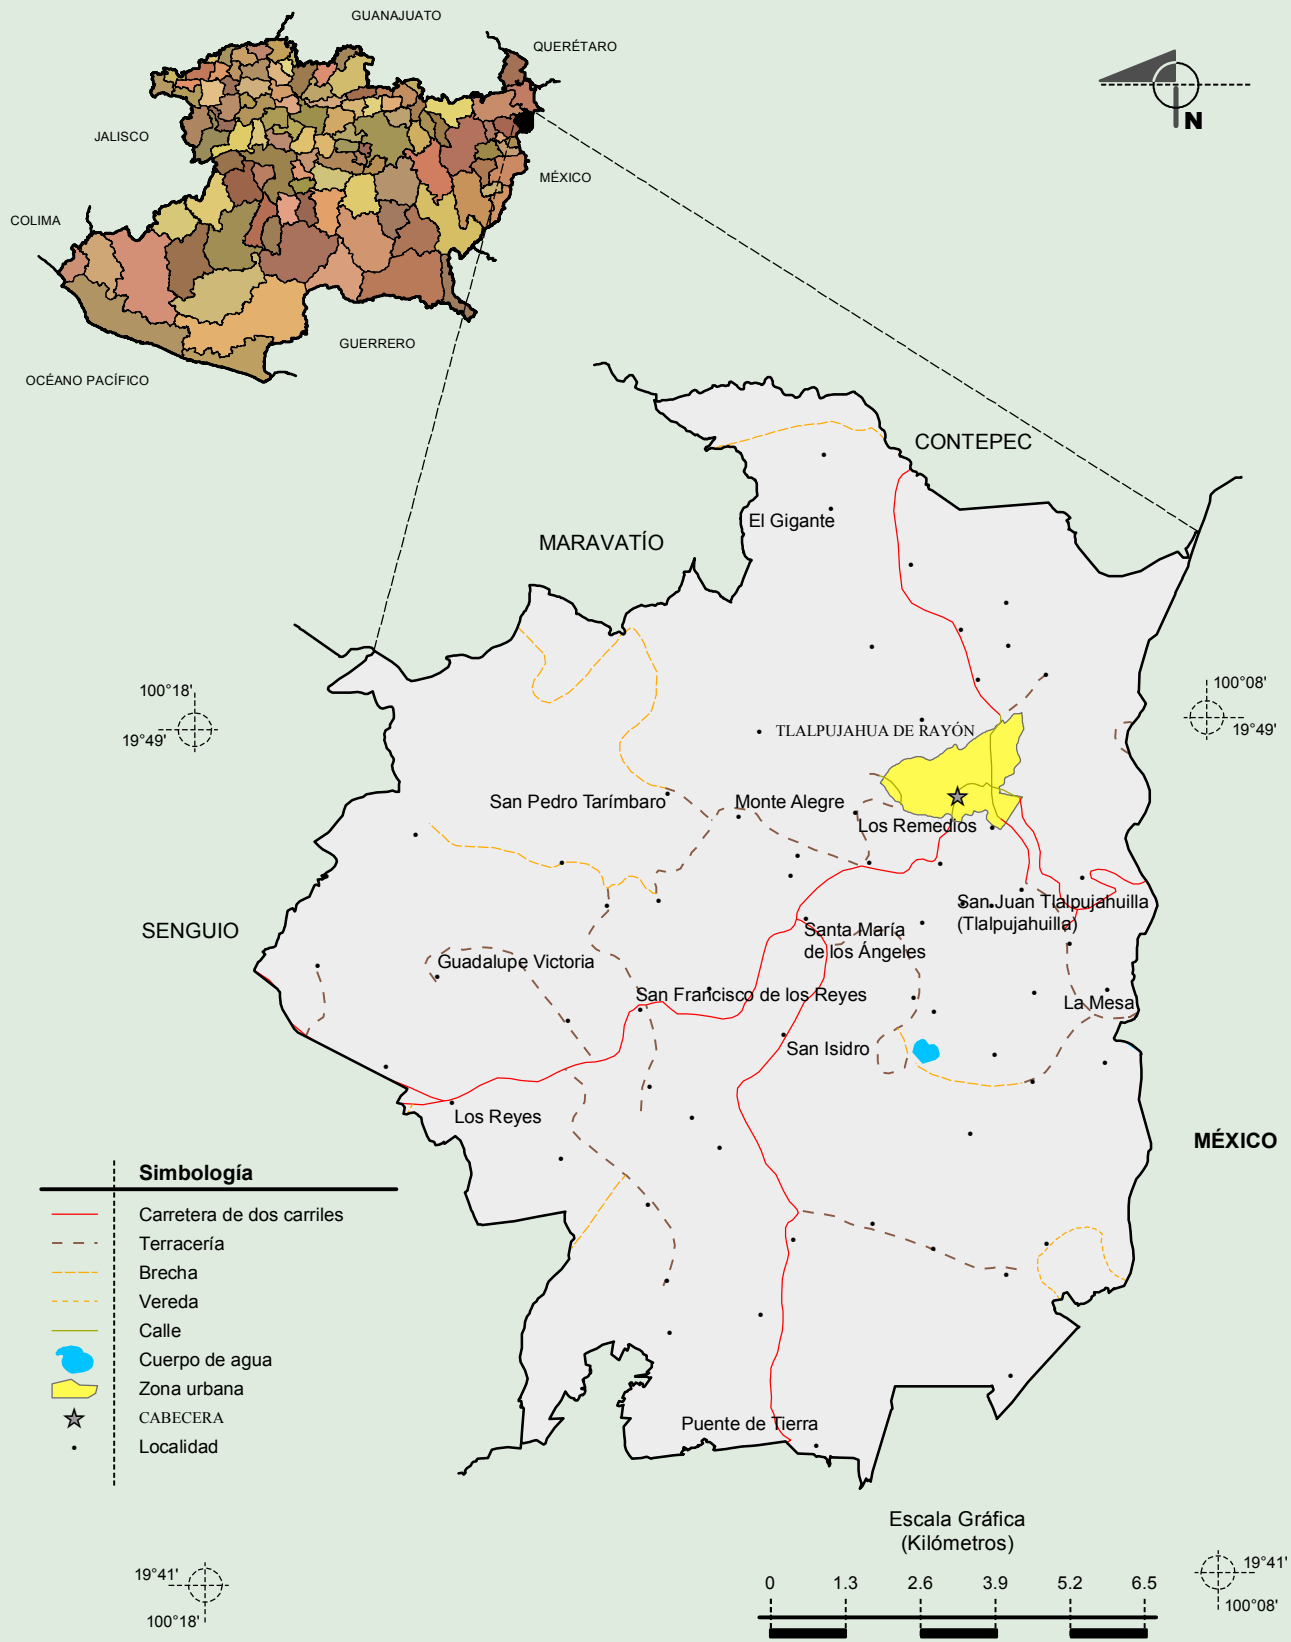 GUANAJUATO
QUERÉTARO
JALISCO
MÉXICO
COLIMA
GUERRERO
OCÉANO PACÍFICO
N
CONTEPEC
El Gigante
MARAVATÍO
100°18'
19°49'
100°08'
19°49'
TLALPUJAHUA DE RAYÓN
San Pedro Tarímbaro
Monte Alegre
Los Remedios
SENGUIO
San Juan Tlalpujahuilla
(Tlalpujahuilla)
Santa María
de los Ángeles
Guadalupe Victoria
San Francisco de los Reyes
La Mesa
San Isidro
Los Reyes
MÉXICO
Simbología
Carretera de dos carriles
Terracería
Brecha
Vereda
Calle
Cuerpo de agua
Zona urbana
CABECERA
Localidad
Puente de Tierra
Escala Gráfica
(Kilómetros)
0 1.3 2.6 3.9 5.2 6.5
19°41'
100°18'
19°41'
100°08'